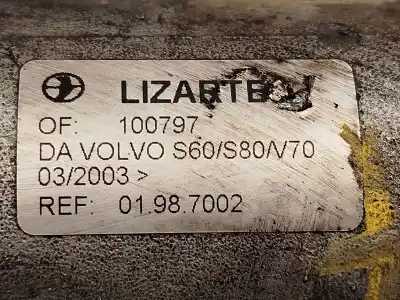 LIZARTE
OF: 100797
DA VOLVO S60/S80/V70
03/2003 >
REF: 01.98.7002